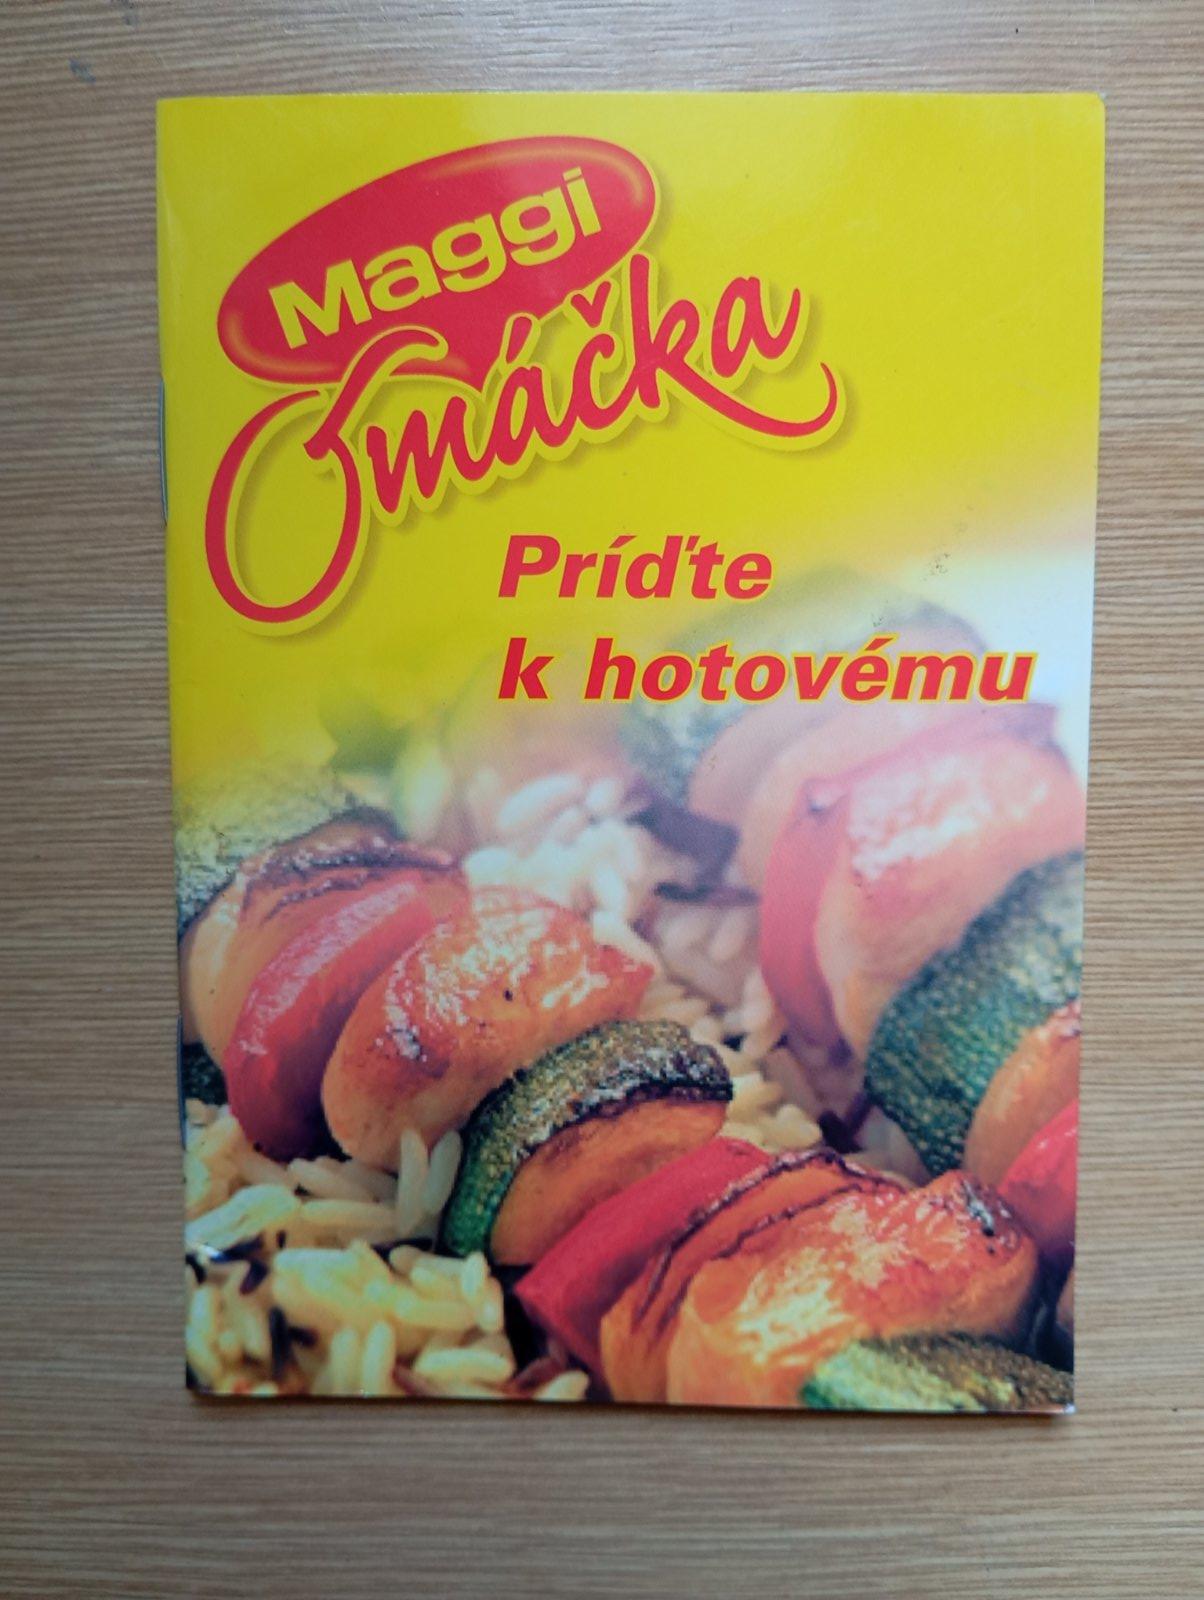 Maggi
Omáčka
Príďte
k hotovému